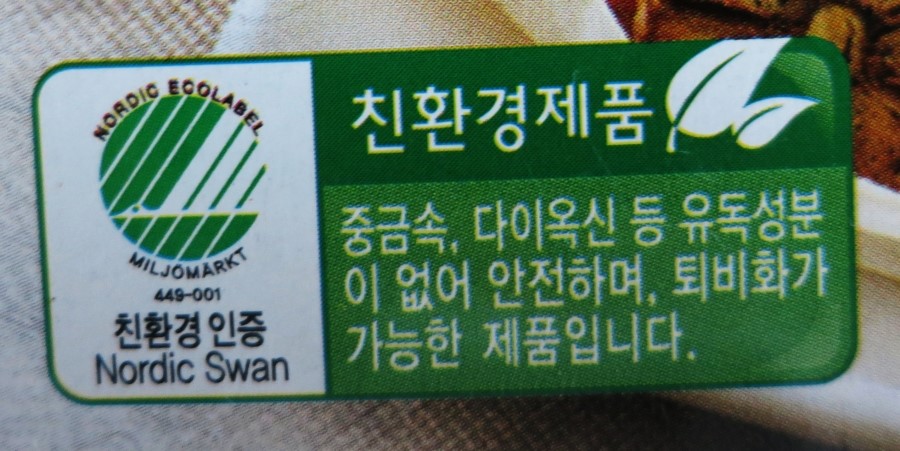 NORDIC ECOLABEL
MILJÖMÄRKT
449-001
친환경 인증
Nordic Swan
친환경제품
중금속, 다이옥신 등 유독성분
이 없어 안전하며, 퇴비화가
가능한 제품입니다.